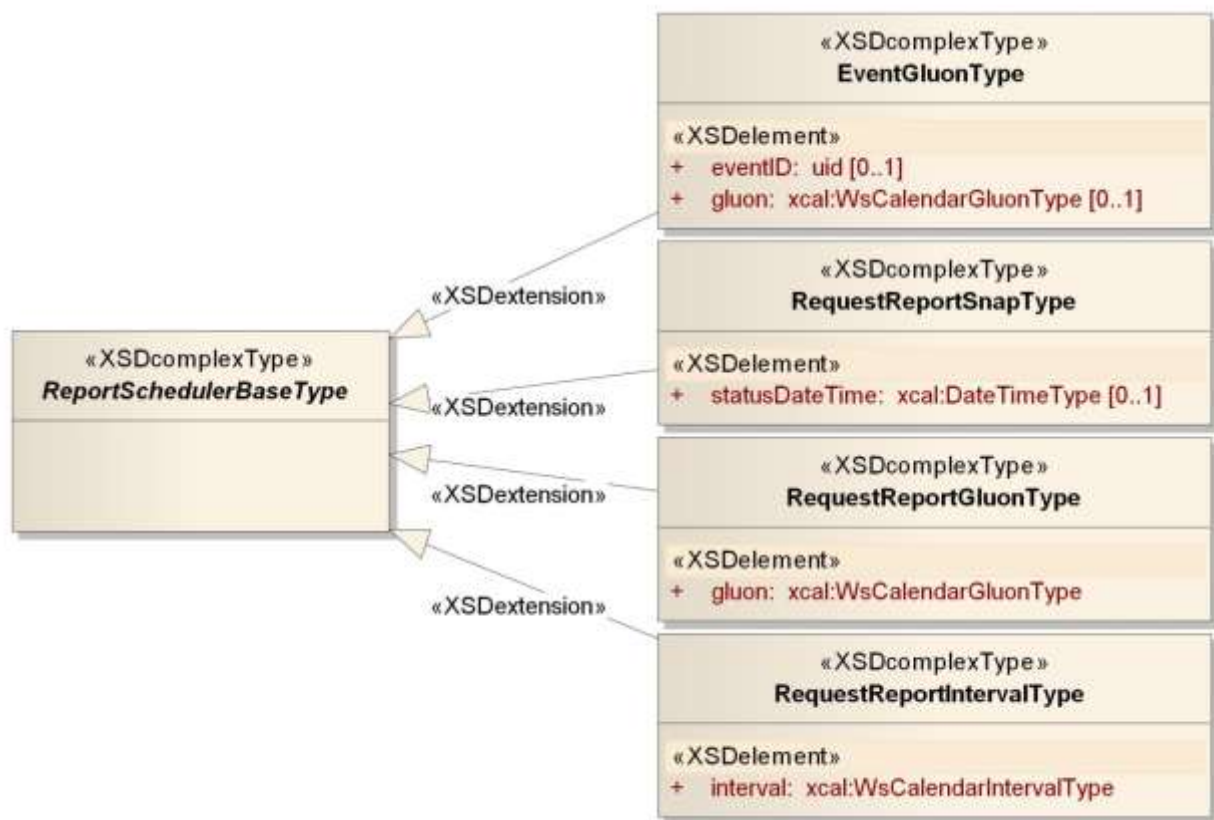 «XSDcomplexType»
EventGluonType
«XSDelement»
+ eventID: uid [0..1]
+ gluon: xcal:WsCalendarGluonType [0..1]
«XSDcomplexType»
RequestReportSnapType
«XSDelement»
+ statusDateTime: xcal:DateTimeType [0..1]
«XSDcomplexType»
RequestReportGluonType
«XSDelement»
+ gluon: xcal:WsCalendarGluonType
«XSDcomplexType»
RequestReportIntervalType
«XSDelement»
+ interval: xcal:WsCalendarIntervalType
«XSDextension»
«XSDextension»
«XSDextension»
«XSDextension»
«XSDcomplexType»
ReportSchedulerBaseType